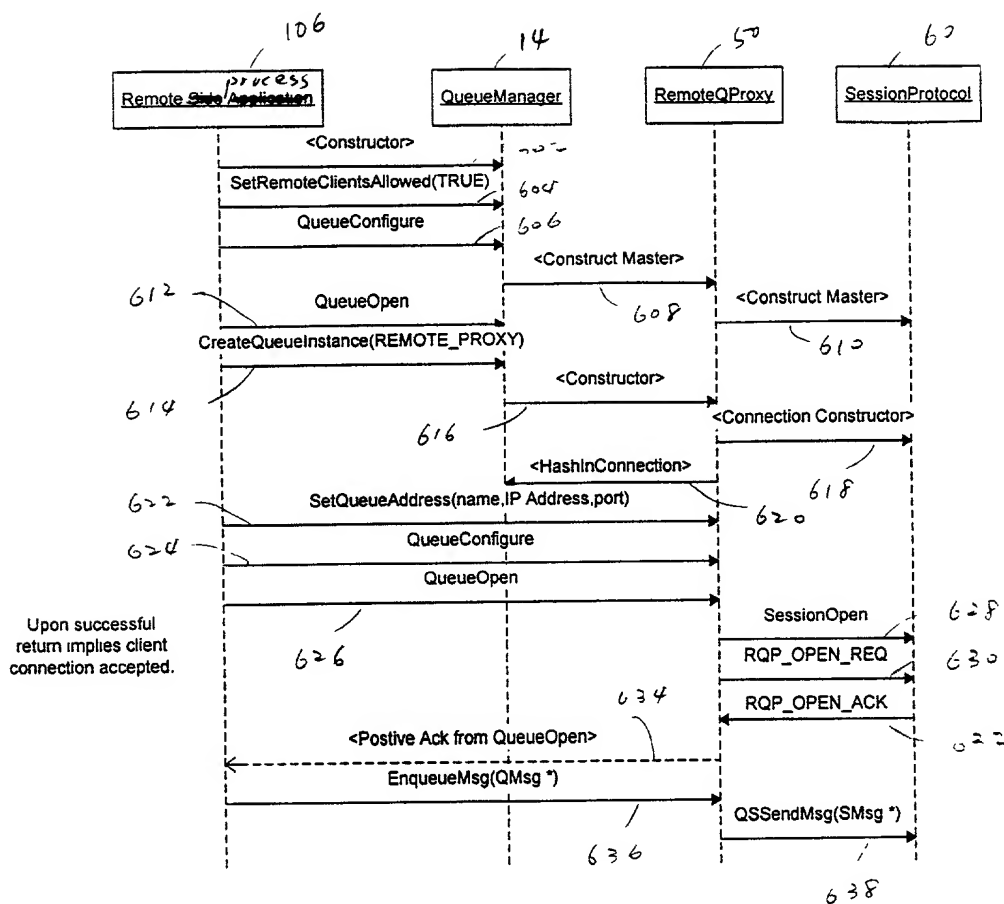 106
14
50
60
process
Remote Side Application
QueueManager
RemoteQProxy
SessionProtocol
<Constructor>
SetRemoteClientsAllowed(TRUE)
604
QueueConfigure
606
<Construct Master>
612
QueueOpen
608
<Construct Master>
CreateQueueInstance(REMOTE_PROXY)
610
614
<Constructor>
616
<Connection Constructor>
<HashInConnection>
618
622
SetQueueAddress(name,IP Address,port)
620
624
QueueConfigure
QueueOpen
Upon successful
return implies client
connection accepted.
626
SessionOpen
628
RQP_OPEN_REQ
630
634
RQP_OPEN_ACK
<Postive Ack from QueueOpen>
EnqueueMsg(QMsg *)
636
QSSendMsg(SMsg *)
638